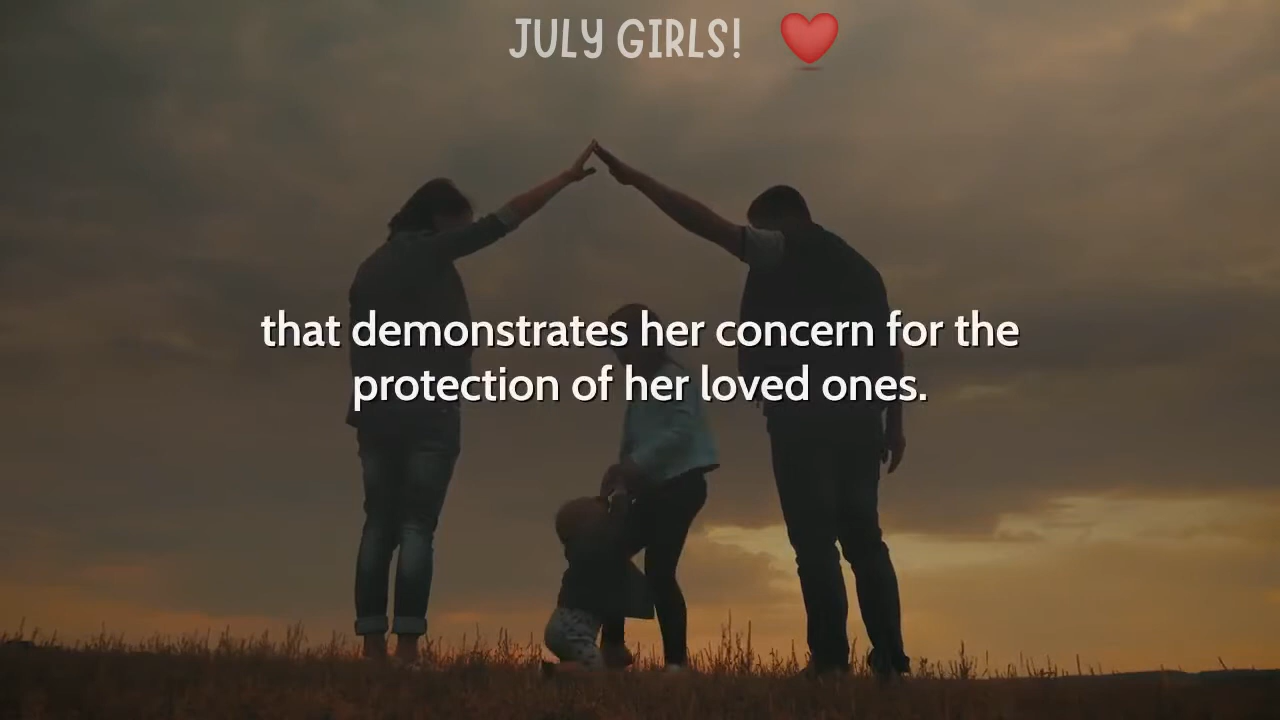 JULY GIRLS!
that demonstrates her concern for the
protection of her loved ones.